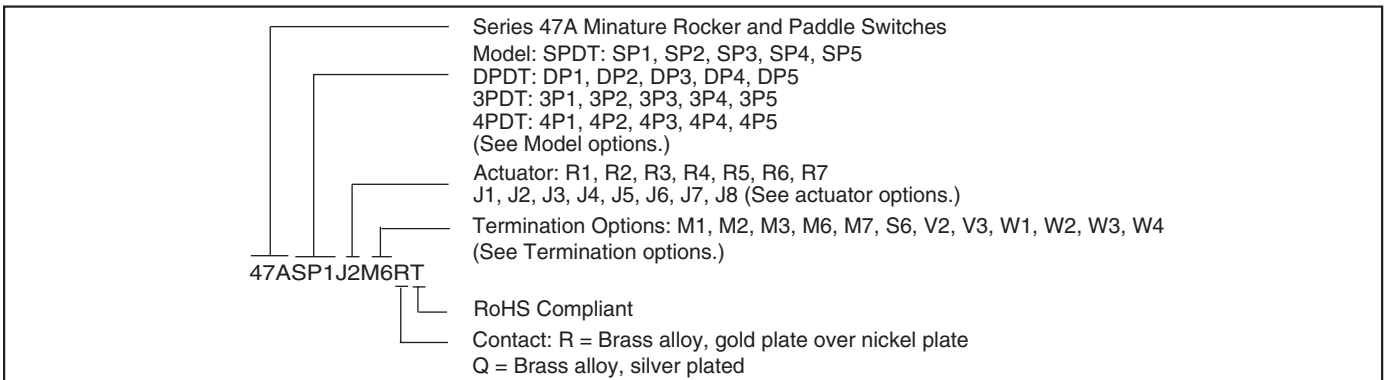 Series 47A Minature Rocker and Paddle Switches
Model: SPDT: SP1, SP2, SP3, SP4, SP5
DPDT: DP1, DP2, DP3, DP4, DP5
3PDT: 3P1, 3P2, 3P3, 3P4, 3P5
4PDT: 4P1, 4P2, 4P3, 4P4, 4P5
(See Model options.)
Actuator: R1, R2, R3, R4, R5, R6, R7
J1, J2, J3, J4, J5, J6, J7, J8 (See actuator options.)
Termination Options: M1, M2, M3, M6, M7, S6, V2, V3, W1, W2, W3, W4
(See Termination options.)
47ASP1J2M6RT
RoHS Compliant
Contact: R = Brass alloy, gold plate over nickel plate
Q = Brass alloy, silver plated